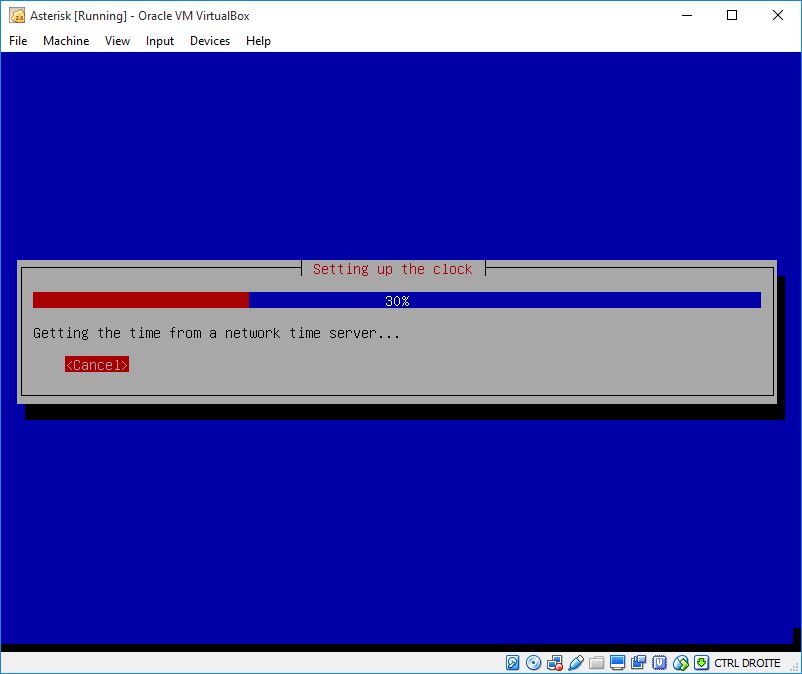 Asterisk [Running] - Oracle VM VirtualBox
File Machine View Input Devices Help
Setting up the clock
30%
Getting the time from a network time server...
<Cancel>
CTRL DROITE